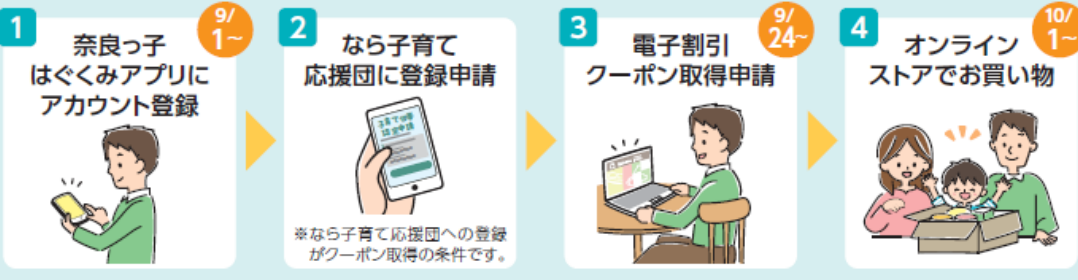 1
9/
1~
奈良っ子
はぐくみアプリに
アカウント登録
2
なら子育て
応援団に登録申請
※なら子育て応援団への登録
がクーポン取得の条件です。
3
9/
24~
電子割引
クーポン取得申請
4
10/
1~
オンライン
ストアでお買い物